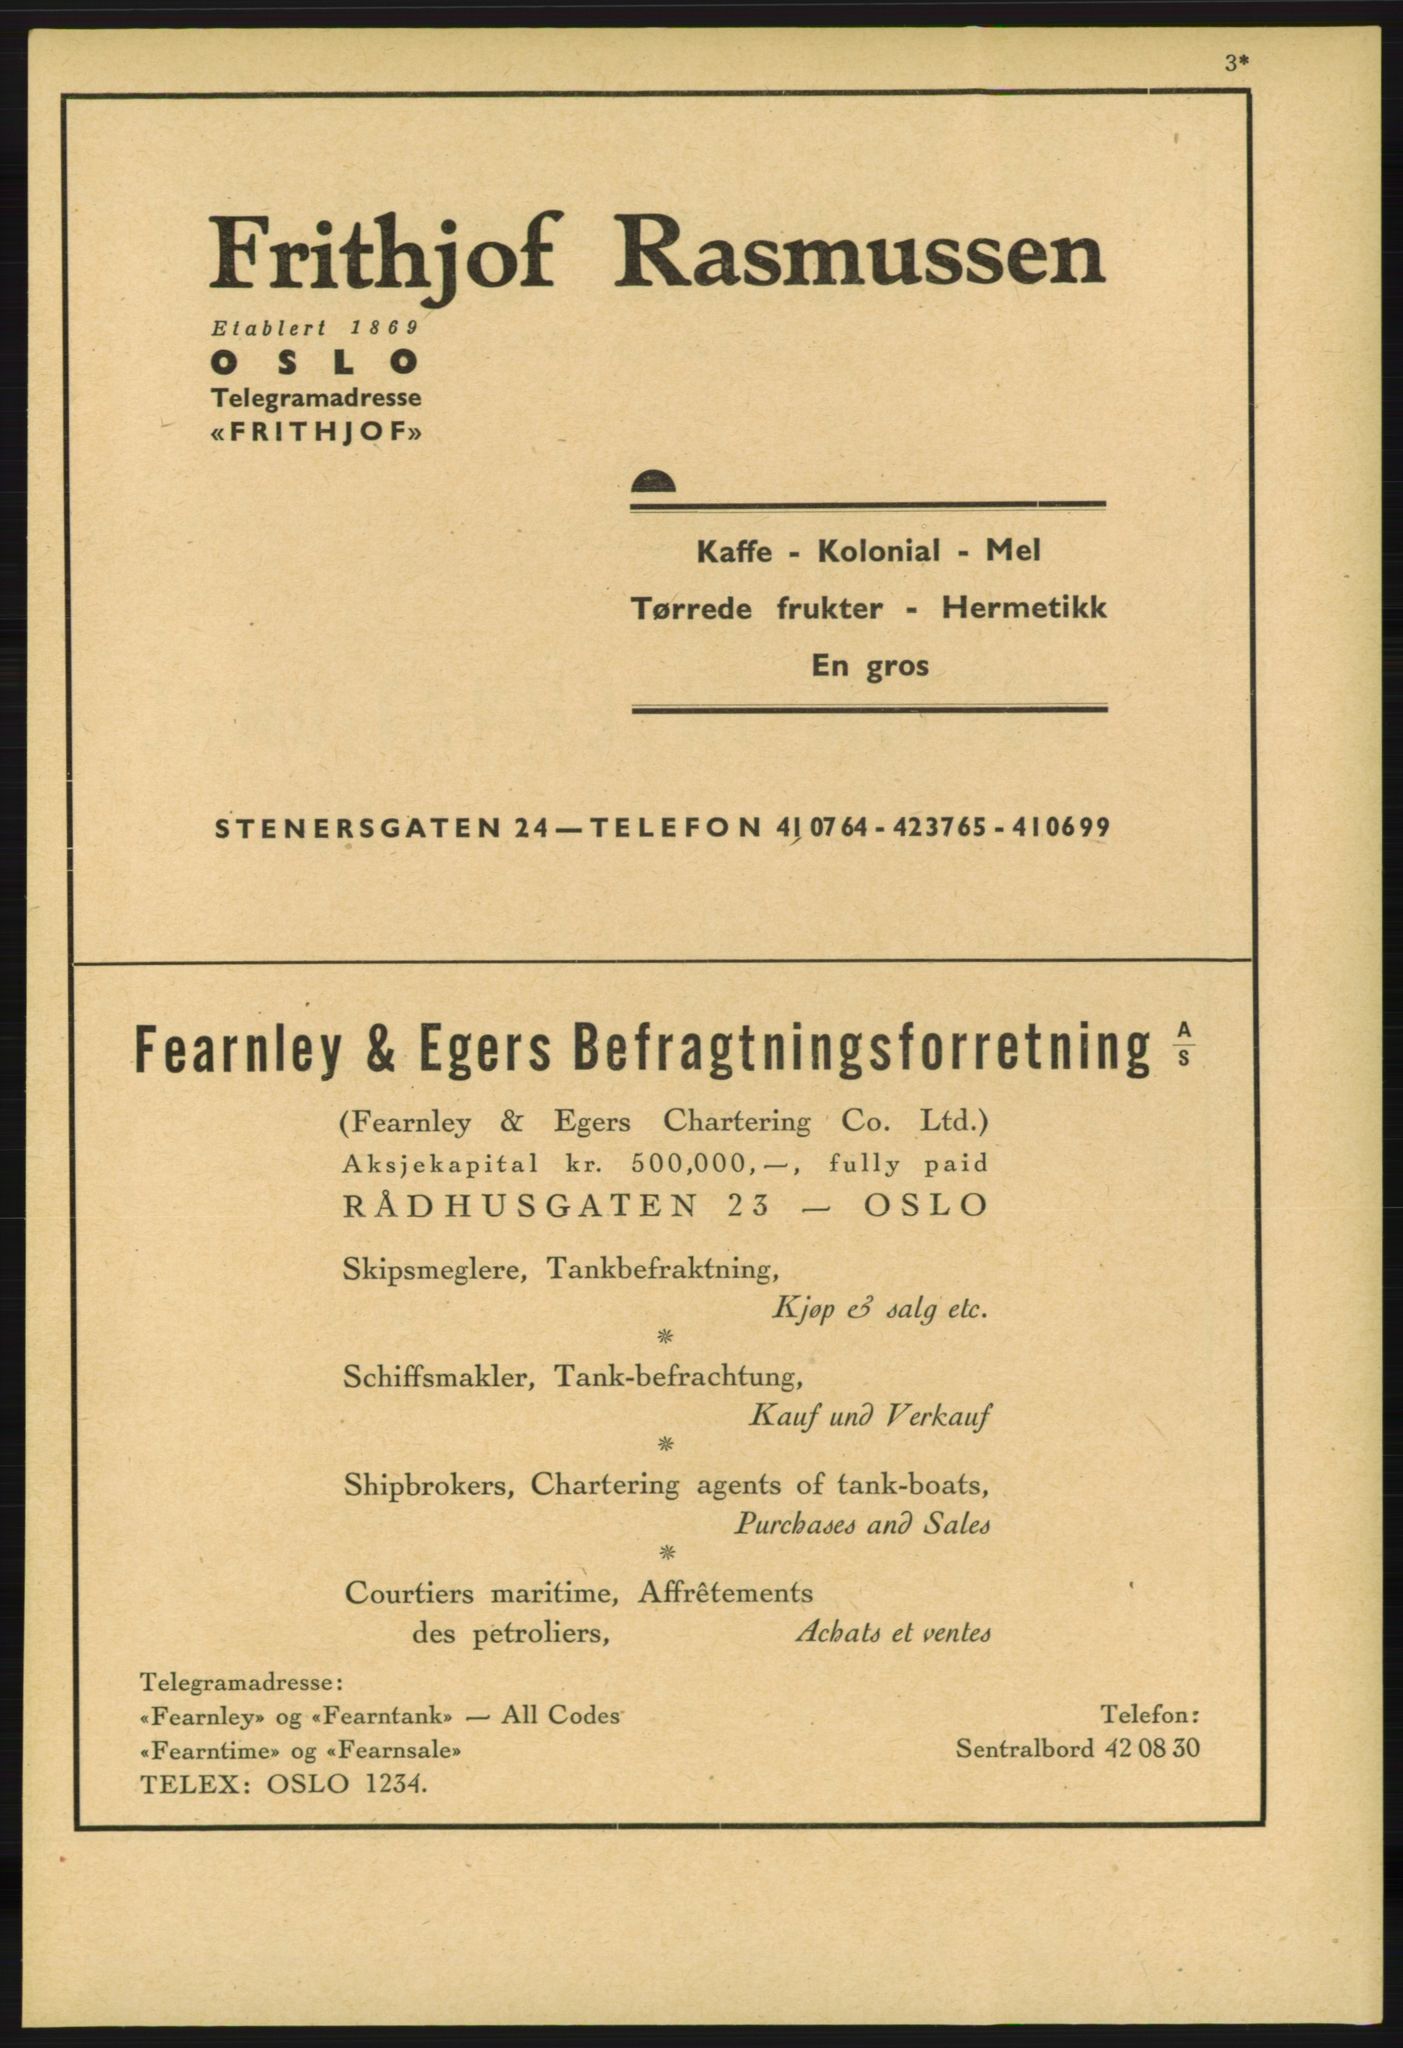 3*
Frithjof Rasmussen
Etablert 1869
OSLO
Telegramadresse
«FRITHJOF»
Kaffe - Kolonial - Mel
Tørrede frukter - Hermetikk
En gros
STENERSGATEN 24 — TELEFON 410764 - 423765 - 410699
Fearnley & Egers Befragtningsforretning A/S
(Fearnley & Egers Chartering Co. Ltd.)
Aksjekapital kr. 500,000,—, fully paid
RÅDHUSGATEN 23 — OSLO
Skipsmeglere, Tankbefraktning,
Kjøp & salg etc.
*
Schiffsmakler, Tank-befrachtung,
Kauf und Verkauf
*
Shipbrokers, Chartering agents of tank-boats,
Purchases and Sales
*
Courtiers maritime, Affrêtements
des petroliers, Achats et ventes
Telegramadresse:
«Fearnley» og «Fearntank» — All Codes
«Fearntime» og «Fearnsale»
TELEX: OSLO 1234.
Telefon:
Sentralbord 42 08 30